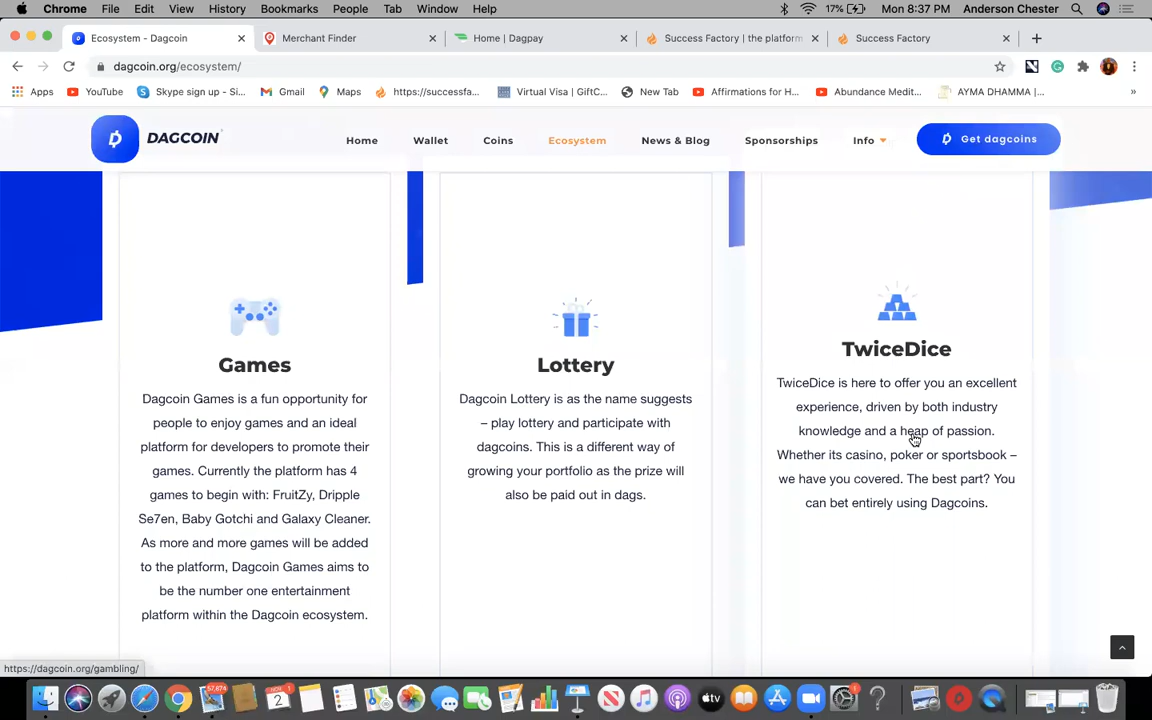 Chrome File Edit View History Bookmarks People Tab Window Help 17% Mon 8:37 PM Anderson Chester
Ecosystem - Dagcoin Merchant Finder Home | Dagpay Success Factory | the platform Success Factory
dagcoin.org/ecosystem/
Apps YouTube Skype sign up - Si... Gmail Maps https://successfa... Virtual Visa | GiftC... New Tab Affirmations for H... Abundance Medit... AYMA DHAMMA |... »
DAGCOIN Home Wallet Coins Ecosystem News & Blog Sponsorships Info Get dagcoins
Games
Dagcoin Games is a fun opportunity for
people to enjoy games and an ideal
platform for developers to promote their
games. Currently the platform has 4
games to begin with: FruitZy, Dripple
Se7en, Baby Gotchi and Galaxy Cleaner.
As more and more games will be added
to the platform, Dagcoin Games aims to
be the number one entertainment
platform within the Dagcoin ecosystem.
Lottery
Dagcoin Lottery is as the name suggests
– play lottery and participate with
dagcoins. This is a different way of
growing your portfolio as the prize will
also be paid out in dags.
TwiceDice
TwiceDice is here to offer you an excellent
experience, driven by both industry
knowledge and a heap of passion.
Whether its casino, poker or sportsbook –
we have you covered. The best part? You
can bet entirely using Dagcoins.
https://dagcoin.org/gambling/
57,874
NOV
2
1
tv
1